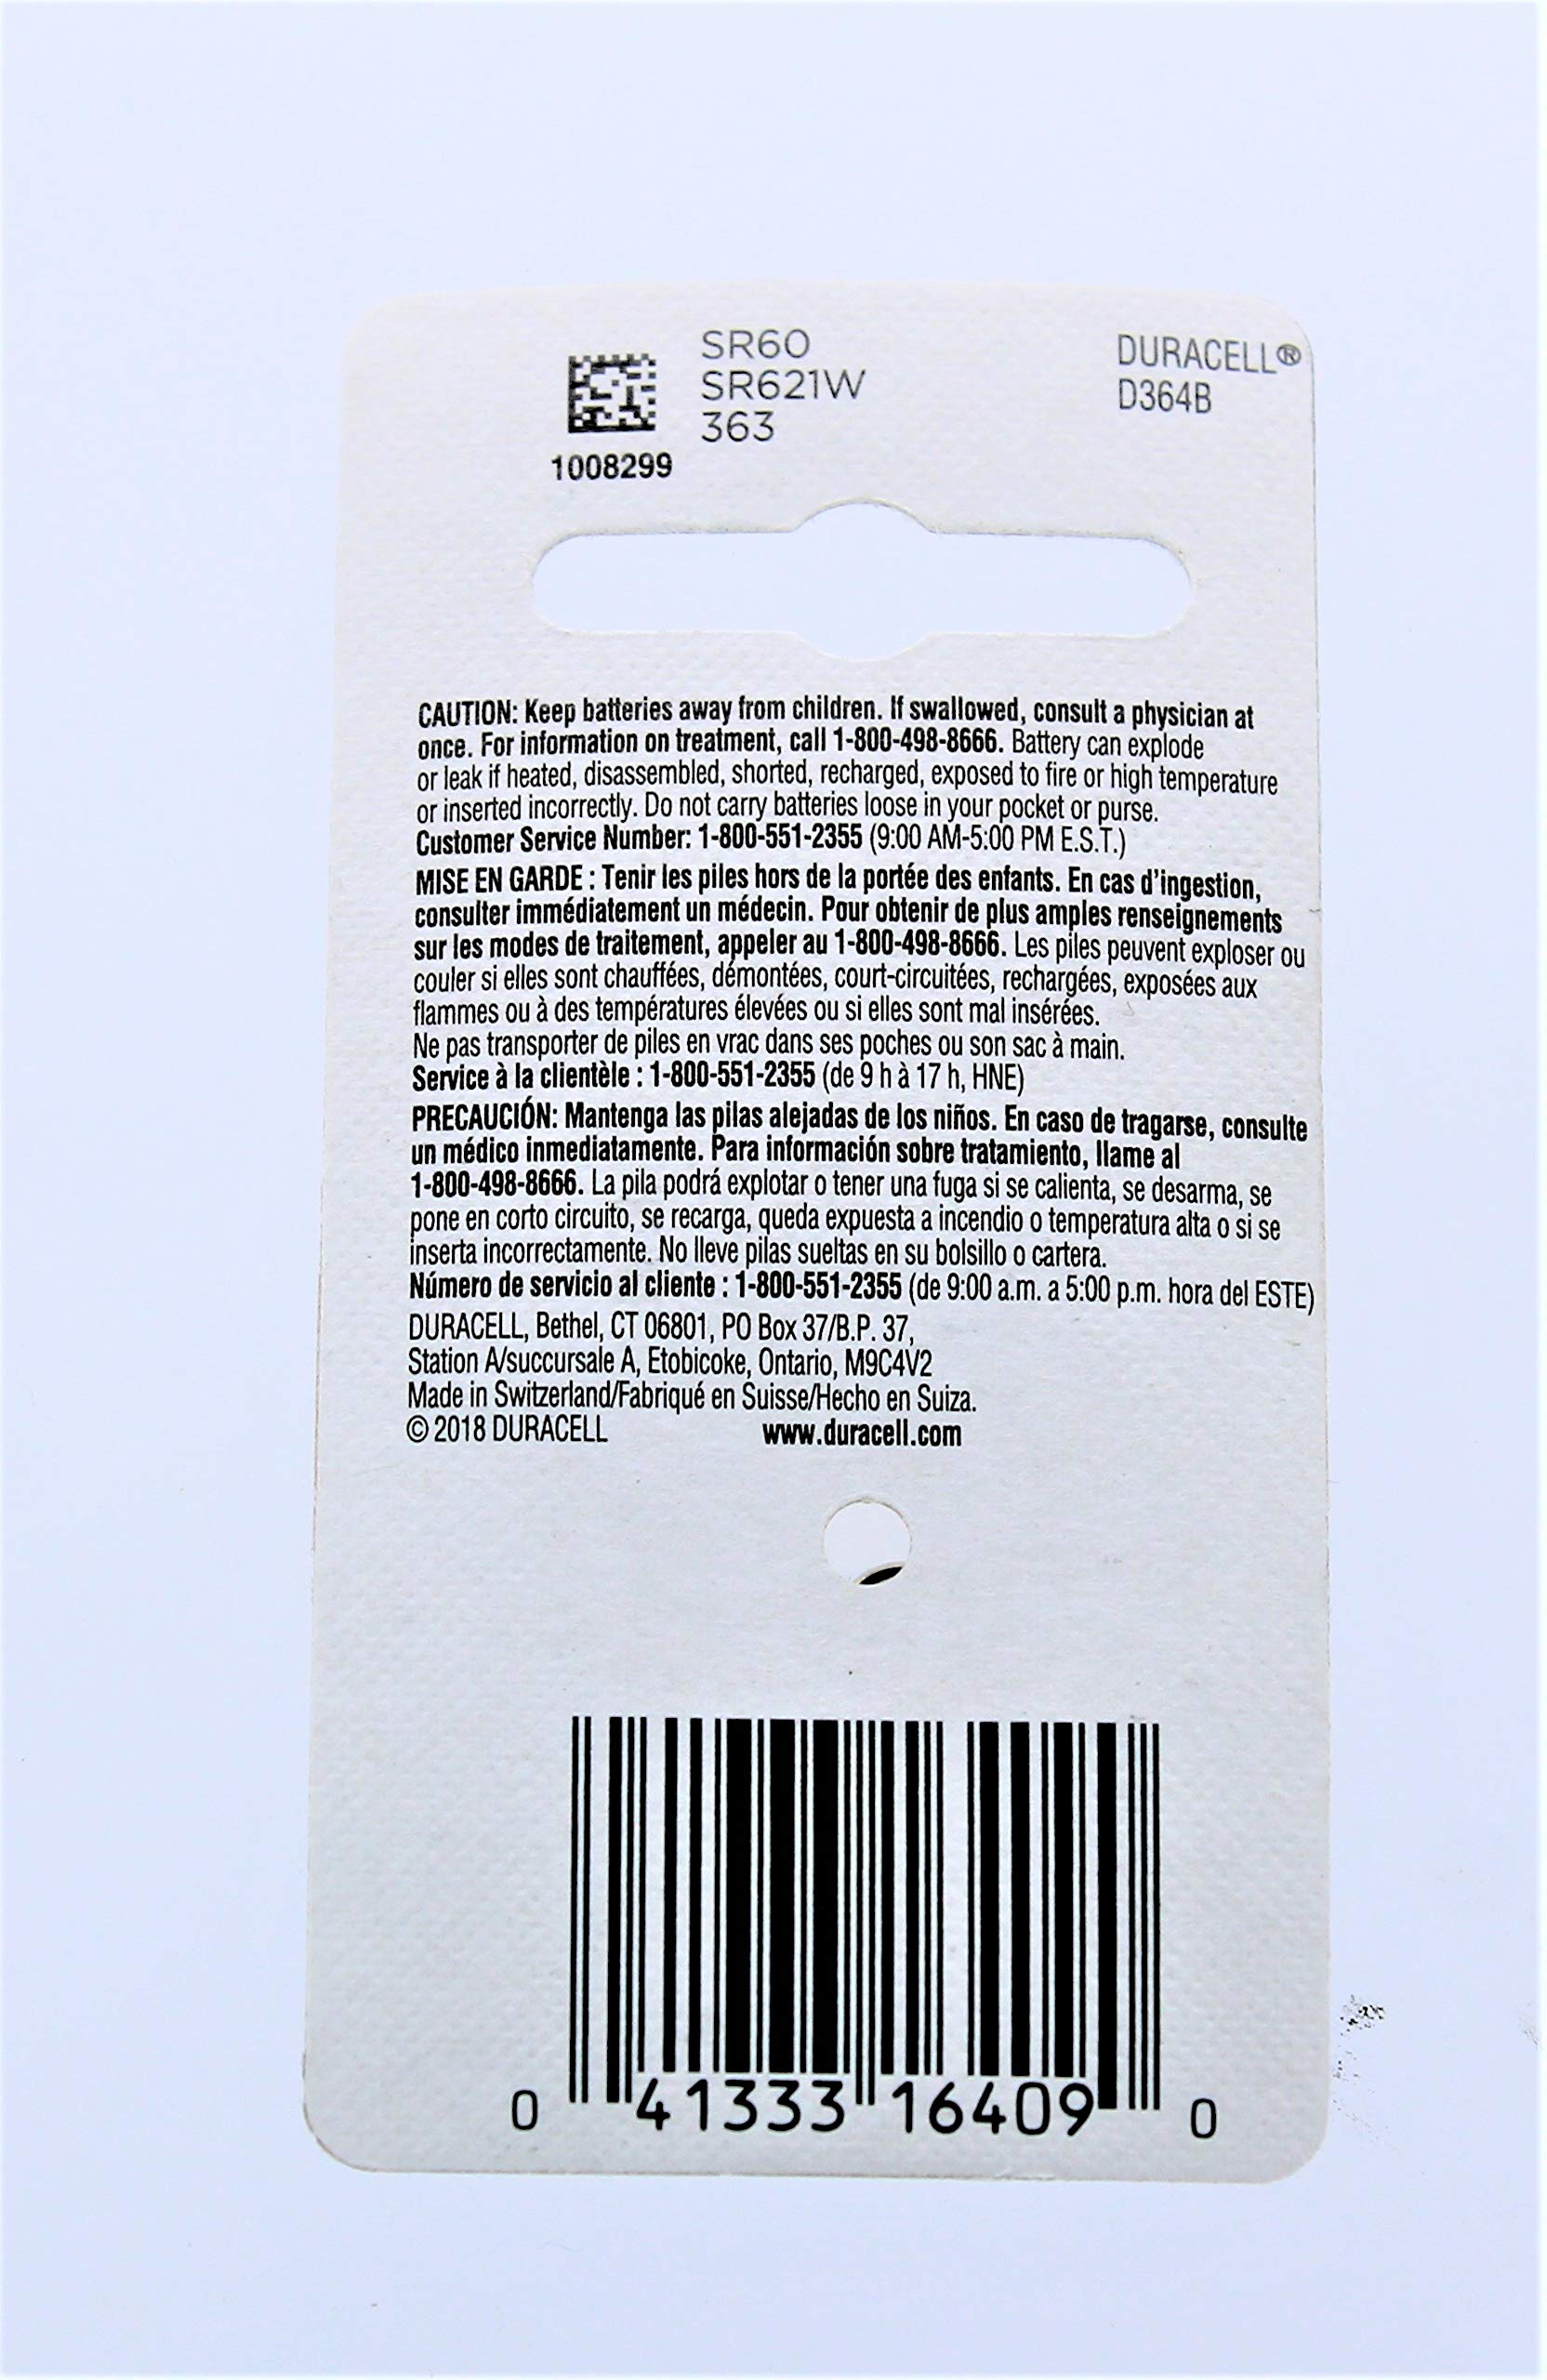 SR60
SR621W
363
1008299
DURACELL®
D364B
CAUTION: Keep batteries away from children. If swallowed, consult a physician at
once. For information on treatment, call 1-800-498-8666. Battery can explode
or leak if heated, disassembled, shorted, recharged, exposed to fire or high temperature
or inserted incorrectly. Do not carry batteries loose in your pocket or purse.
Customer Service Number: 1-800-551-2355 (9:00 AM-5:00 PM E.S.T.)
MISE EN GARDE : Tenir les piles hors de la portée des enfants. En cas d'ingestion,
consulter immédiatement un médecin. Pour obtenir de plus amples renseignements
sur les modes de traitement, appeler au 1-800-498-8666. Les piles peuvent exploser ou
couler si elles sont chauffées, démontées, court-circuitées, rechargées, exposées aux
flammes ou à des températures élevées ou si elles sont mal insérées.
Ne pas transporter de piles en vrac dans ses poches ou son sac à main.
Service à la clientèle : 1-800-551-2355 (de 9 h à 17 h, HNE)
PRECAUCIÓN: Mantenga las pilas alejadas de los niños. En caso de tragarse, consulte
un médico inmediatamente. Para información sobre tratamiento, llame al
1-800-498-8666. La pila podrá explotar o tener una fuga si se calienta, se desarma, se
pone en corto circuito, se recarga, queda expuesta a incendio o temperatura alta o si se
inserta incorrectamente. No lleve pilas sueltas en su bolsillo o cartera.
Número de servicio al cliente : 1-800-551-2355 (de 9:00 a.m. a 5:00 p.m. hora del ESTE)
DURACELL, Bethel, CT 06801, PO Box 37/B.P. 37,
Station A/succursale A, Etobicoke, Ontario, M9C4V2
Made in Switzerland/Fabriqué en Suisse/Hecho en Suiza.
© 2018 DURACELL www.duracell.com
0 41333 16409 0